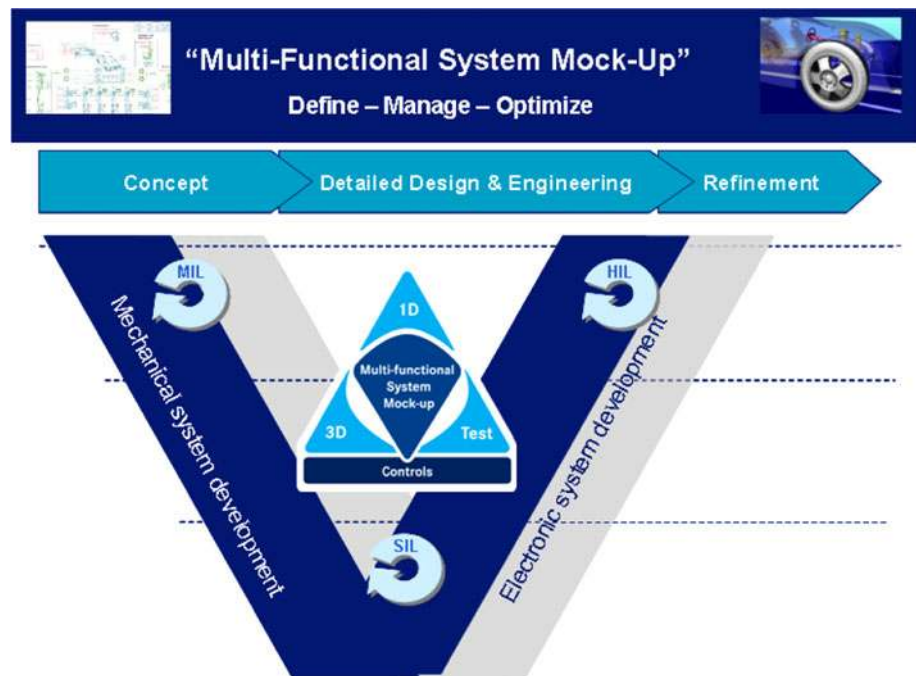 “Multi-Functional System Mock-Up”
Define – Manage – Optimize
Concept
Detailed Design & Engineering
Refinement
MIL
HIL
Mechanical system development
1D
Multi-functional
System
Mock-up
3D
Test
Controls
Electronic system development
SIL